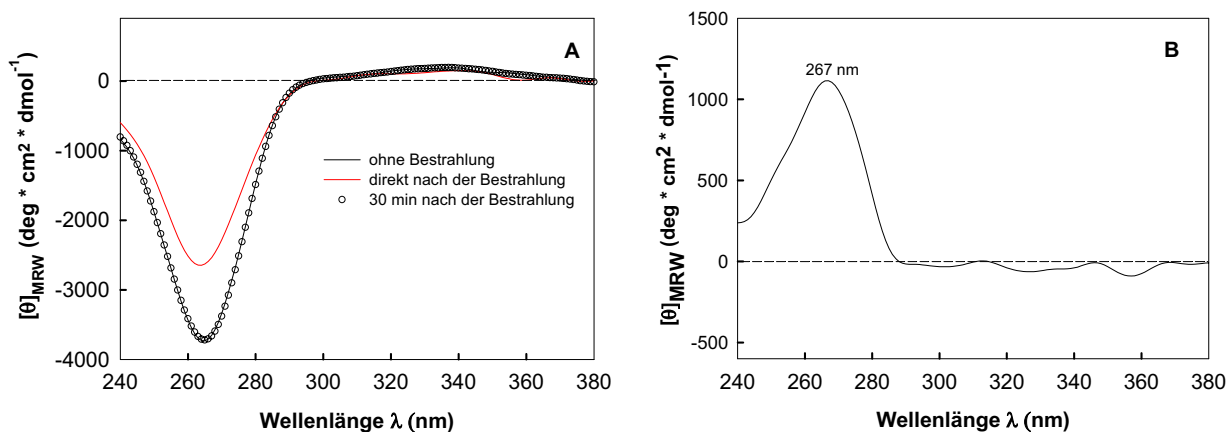 A
[θ]MRW (deg * cm² * dmol-1)
0
-1000
-2000
-3000
-4000
ohne Bestrahlung
direkt nach der Bestrahlung
30 min nach der Bestrahlung
240 260 280 300 320 340 360 380
Wellenlänge λ (nm)
B
[θ]MRW (deg * cm² * dmol-1)
1500
1000
500
0
-500
267 nm
240 260 280 300 320 340 360 380
Wellenlänge λ (nm)